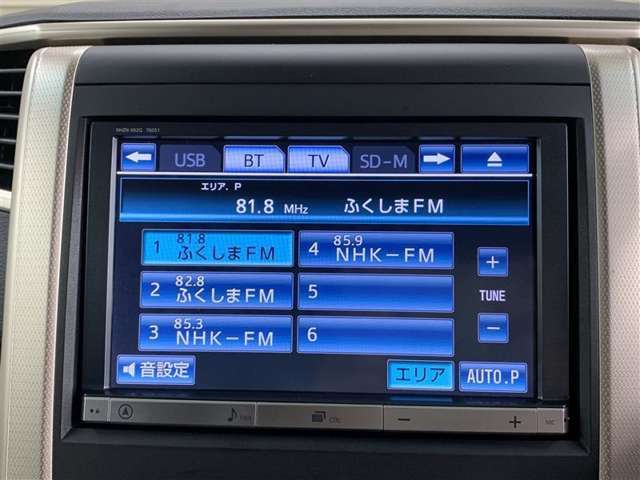 USB BT TV SD-M
エリア. P
81.8 MHz ふくしまFM
1 81.8 ふくしまFM
4 85.9 NHK-FM
2 82.8 ふくしまFM
5
3 85.3 NHK-FM
6
+
TUNE
-
音設定
エリア AUTO.P
- +